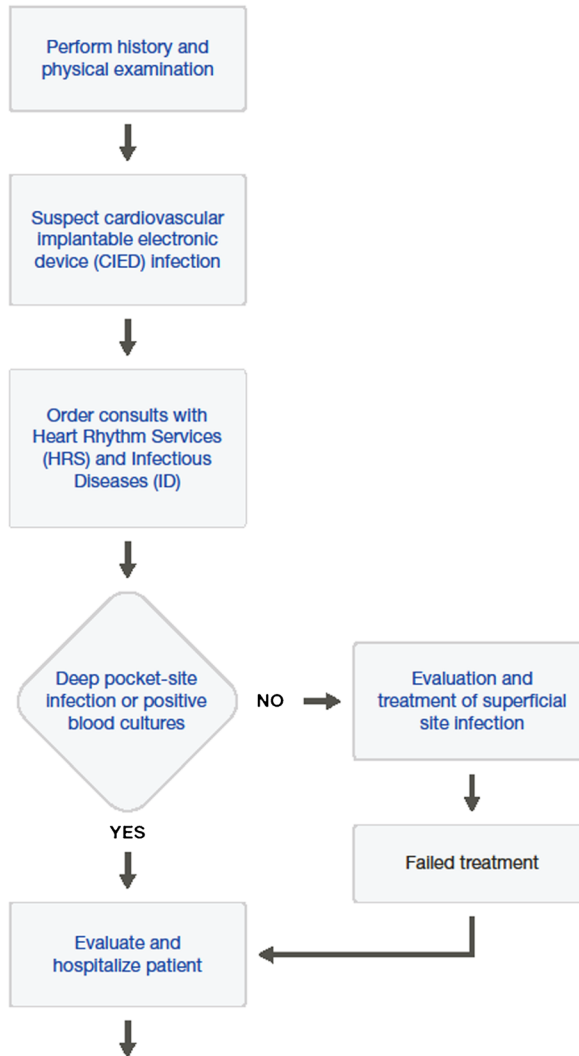 Perform history and
physical examination
Suspect cardiovascular
implantable electronic
device (CIED) infection
Order consults with
Heart Rhythm Services
(HRS) and Infectious
Diseases (ID)
Deep pocket-site
infection or positive
blood cultures
NO
Evaluation and
treatment of superficial
site infection
YES
Failed treatment
Evaluate and
hospitalize patient